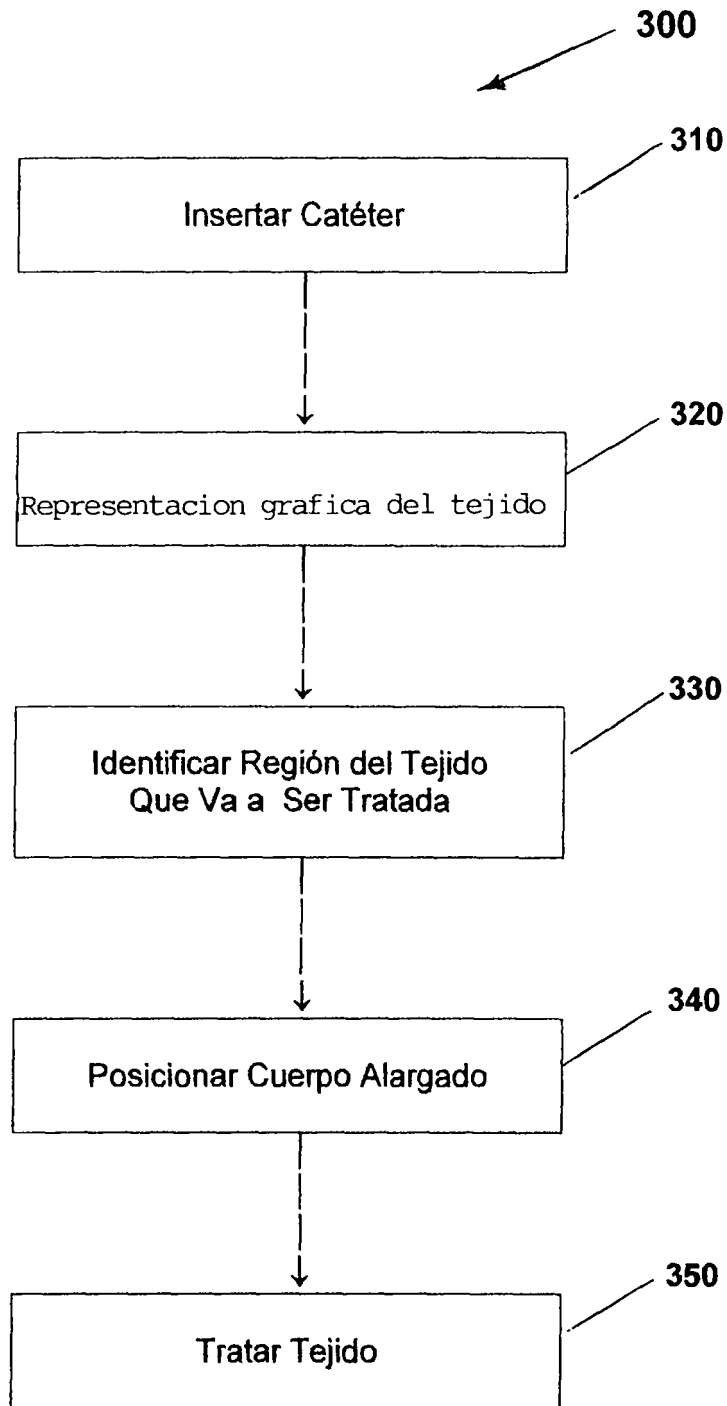 300
310
Insertar Catéter
320
Representacion grafica del tejido
330
Identificar Región del Tejido
Que Va a Ser Tratada
340
Posicionar Cuerpo Alargado
350
Tratar Tejido